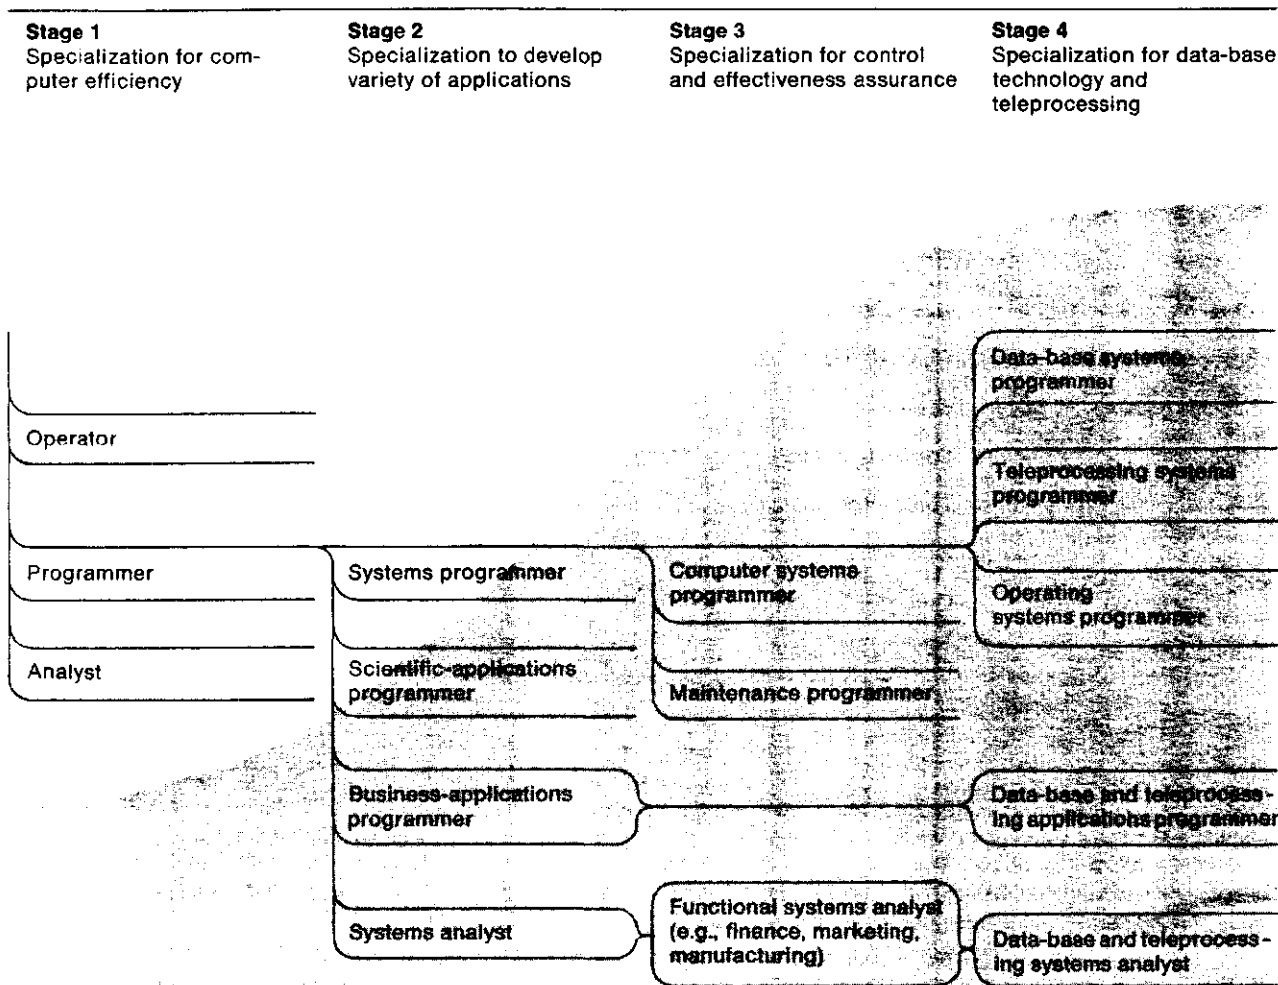 Stage 1
Specialization for com-
puter efficiency
Stage 2
Specialization to develop
variety of applications
Stage 3
Specialization for control
and effectiveness assurance
Stage 4
Specialization for data-base
technology and
teleprocessing
Operator
Programmer
Analyst
Systems programmer
Scientific-applications
programmer
Business-applications
programmer
Systems analyst
Computer systems
programmer
Maintenance programmer
Functional systems analyst
(e.g., finance, marketing,
manufacturing)
Data-base systems
programmer
Teleprocessing systems
programmer
Operating
systems programmer
Data-base and teleprocess-
ing applications programmer
Data-base and teleprocess-
ing systems analyst